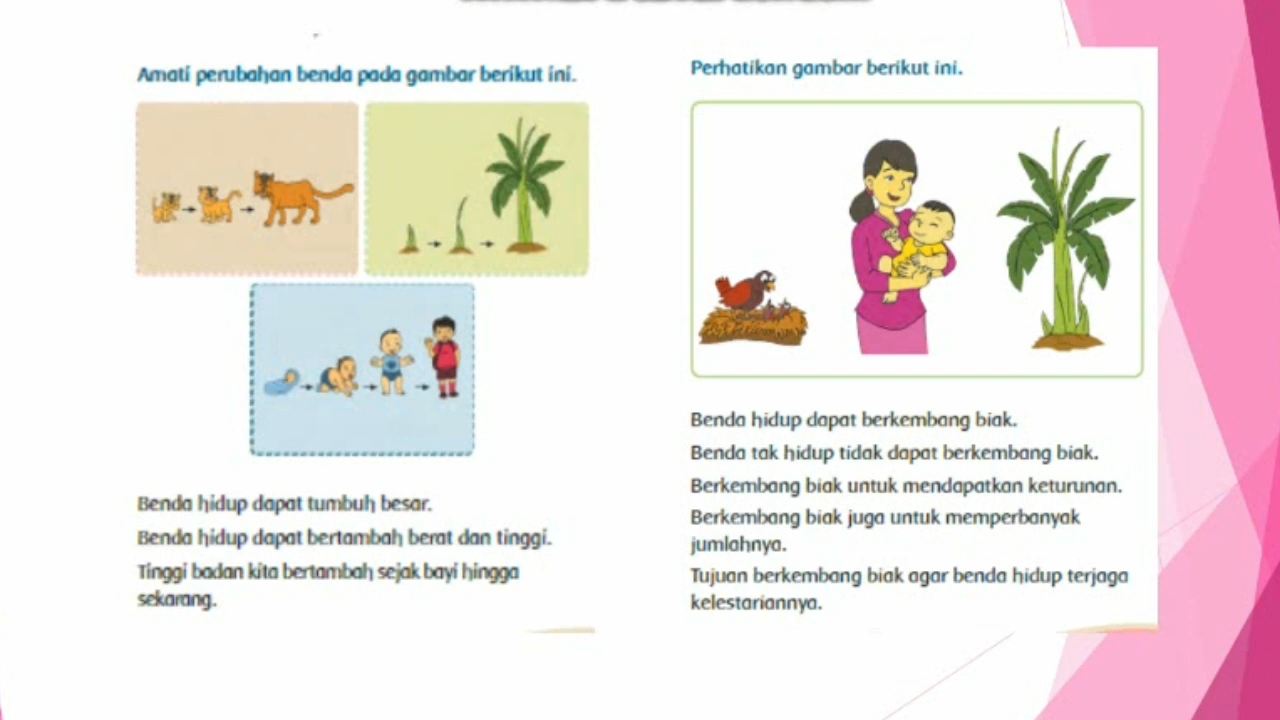 Amati perubahan benda pada gambar berikut ini.
Benda hidup dapat tumbuh besar.
Benda hidup dapat bertambah berat dan tinggi.
Tinggi badan kita bertambah sejak bayi hingga
sekarang.
Perhatikan gambar berikut ini.
Benda hidup dapat berkembang biak.
Benda tak hidup tidak dapat berkembang biak.
Berkembang biak untuk mendapatkan keturunan.
Berkembang biak juga untuk memperbanyak
jumlahnya.
Tujuan berkembang biak agar benda hidup terjaga
kelestariannya.